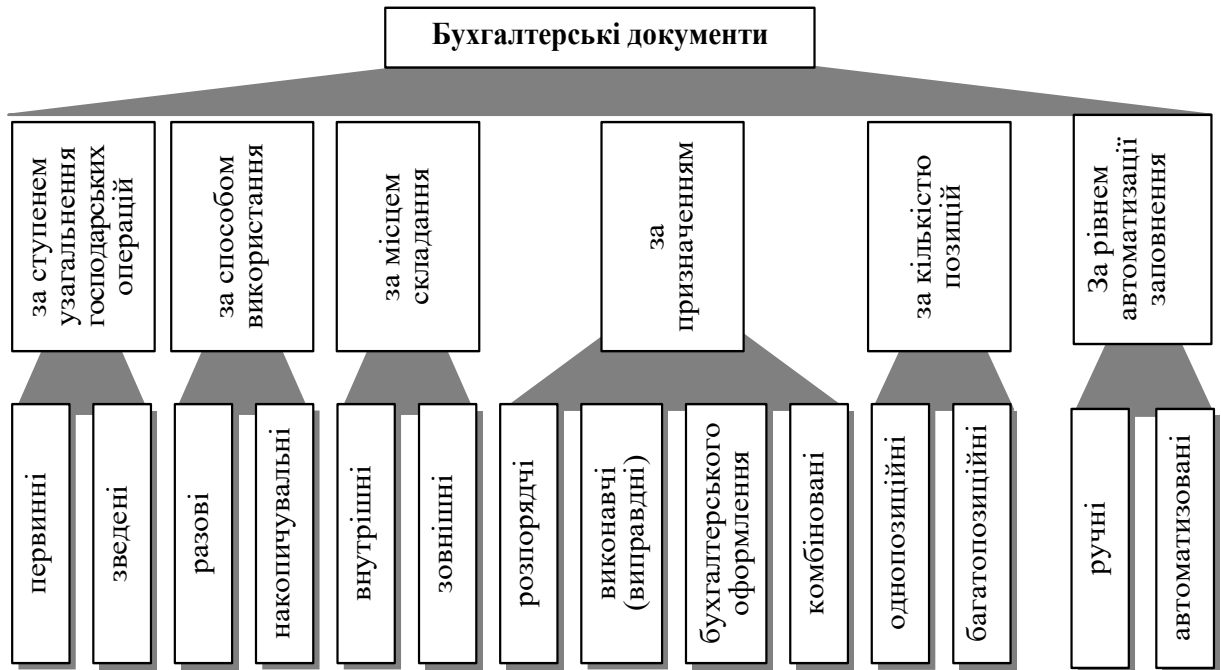 Бухгалтерські документи
за ступенем
узагальнення
господарських
операцій
за способом
використання
за місцем
складання
за
призначенням
за кількістю
позицій
За рівнем
автоматизації
заповнення
первинні
зведені
разові
накопичувальні
внутрішні
зовнішні
розпорядчі
виконавчі
(виправдні)
бухгалтерського
оформлення
комбіновані
однопозиційні
багатопозиційні
ручні
автоматизовані